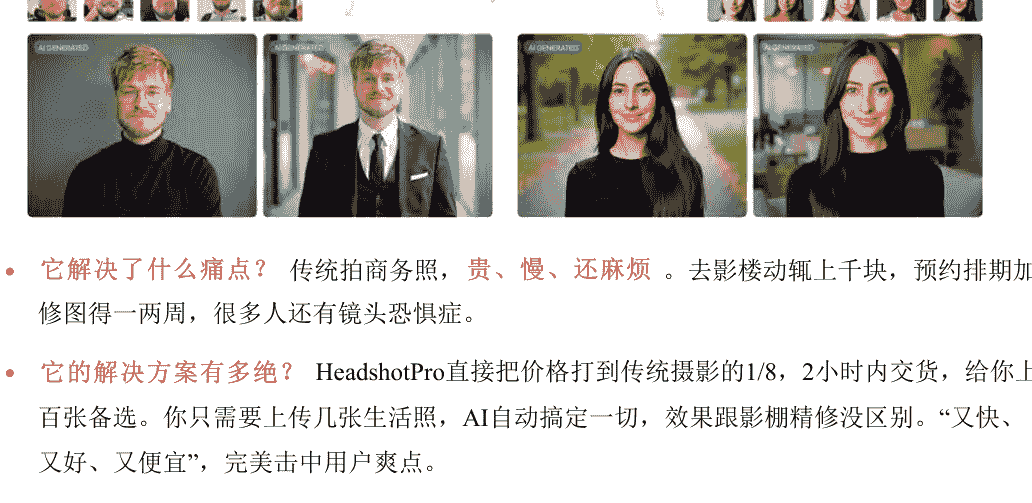 AI GENERATED AI GENERATED AI GENERATED AI GENERATED
它解决了什么痛点？ 传统拍商务照，贵、慢、还麻烦 。去影楼动辄上千块，预约排期加
修图得一两周，很多人还有镜头恐惧症。
它的解决方案有多绝？ HeadshotPro直接把价格打到传统摄影的1/8，2小时内交货，给你上
百张备选。你只需要上传几张生活照，AI自动搞定一切，效果跟影棚精修没区别。“又快、
又好、又便宜”，完美击中用户爽点。